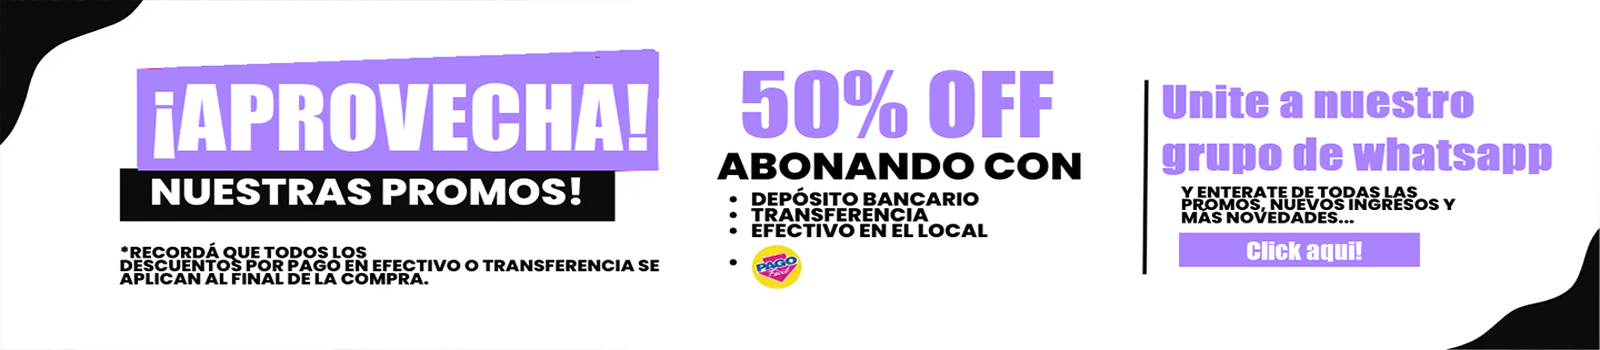 ¡APROVECHA!
NUESTRAS PROMOS!
*RECORDÁ QUE TODOS LOS
DESCUENTOS POR PAGO EN EFECTIVO O TRANSFERENCIA SE
APLICAN AL FINAL DE LA COMPRA.
50% OFF
ABONANDO CON
• DEPÓSITO BANCARIO
• TRANSFERENCIA
• EFECTIVO EN EL LOCAL
• PAGO Fácil
Unite a nuestro
grupo de whatsapp
Y ENTERATE DE TODAS LAS
PROMOS, NUEVOS INGRESOS Y
MÁS NOVEDADES...
Click aqui!